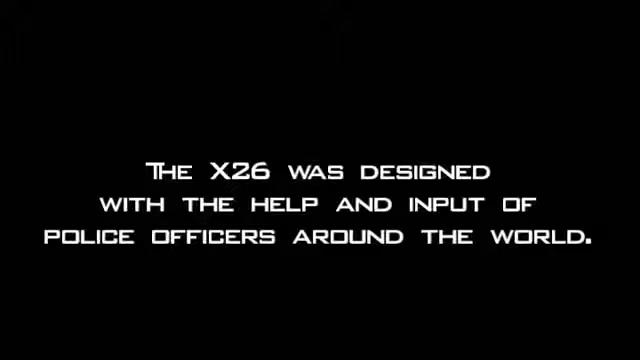 THE X26 WAS DESIGNED
WITH THE HELP AND INPUT OF
POLICE OFFICERS AROUND THE WORLD.